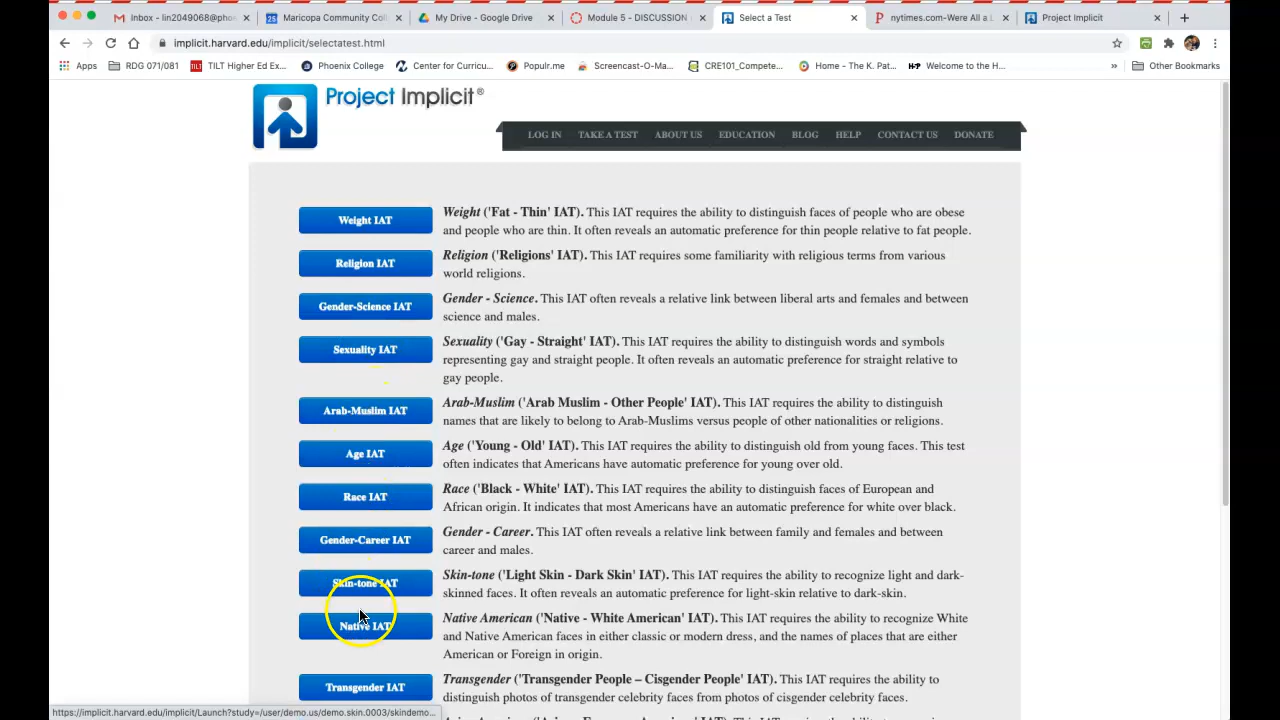 Inbox - lin2049068@pho
Maricopa Community Col
My Drive - Google Drive
Module 5 - DISCUSSION
Select a Test
nytimes.com-Were All a L
Project Implicit
implicit.harvard.edu/implicit/selectatest.html
Apps
RDG 071/081
TILT Higher Ed Ex...
Phoenix College
Center for Curricu...
Populr.me
Screencast-O-Ma...
CRE101_Compete...
Home - The K. Pat...
Welcome to the H...
»
Other Bookmarks
Project Implicit®
LOG IN TAKE A TEST ABOUT US EDUCATION BLOG HELP CONTACT US DONATE
Weight IAT
Weight ('Fat - Thin' IAT). This IAT requires the ability to distinguish faces of people who are obese
and people who are thin. It often reveals an automatic preference for thin people relative to fat people.
Religion IAT
Religion ('Religions' IAT). This IAT requires some familiarity with religious terms from various
world religions.
Gender-Science IAT
Gender - Science. This IAT often reveals a relative link between liberal arts and females and between
science and males.
Sexuality IAT
Sexuality ('Gay - Straight' IAT). This IAT requires the ability to distinguish words and symbols
representing gay and straight people. It often reveals an automatic preference for straight relative to
gay people.
Arab-Muslim IAT
Arab-Muslim ('Arab Muslim - Other People' IAT). This IAT requires the ability to distinguish
names that are likely to belong to Arab-Muslims versus people of other nationalities or religions.
Age IAT
Age ('Young - Old' IAT). This IAT requires the ability to distinguish old from young faces. This test
often indicates that Americans have automatic preference for young over old.
Race IAT
Race ('Black - White' IAT). This IAT requires the ability to distinguish faces of European and
African origin. It indicates that most Americans have an automatic preference for white over black.
Gender-Career IAT
Gender - Career. This IAT often reveals a relative link between family and females and between
career and males.
Skin-tone IAT
Skin-tone ('Light Skin - Dark Skin' IAT). This IAT requires the ability to recognize light and dark-
skinned faces. It often reveals an automatic preference for light-skin relative to dark-skin.
Native IAT
Native American ('Native - White American' IAT). This IAT requires the ability to recognize White
and Native American faces in either classic or modern dress, and the names of places that are either
American or Foreign in origin.
Transgender IAT
Transgender ('Transgender People – Cisgender People' IAT). This IAT requires the ability to
distinguish photos of transgender celebrity faces from photos of cisgender celebrity faces.
https://implicit.harvard.edu/implicit/Launch?study=/user/demo.us/demo.skin.0003/skindemo...